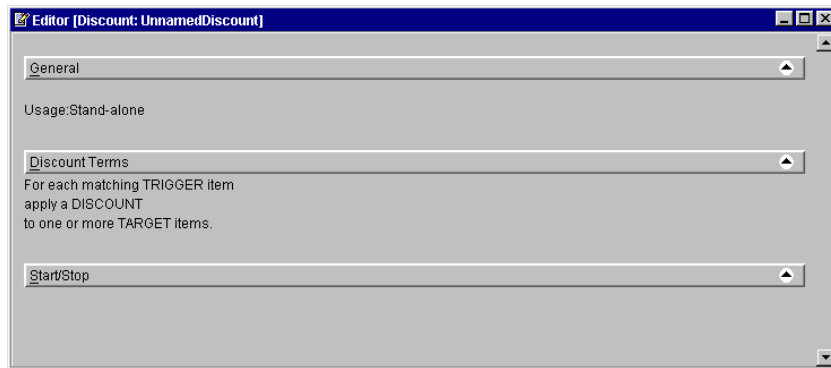 Editor [Discount: UnnamedDiscount]
General
Usage:Stand-alone
Discount Terms
For each matching TRIGGER item
apply a DISCOUNT
to one or more TARGET items.
Start/Stop